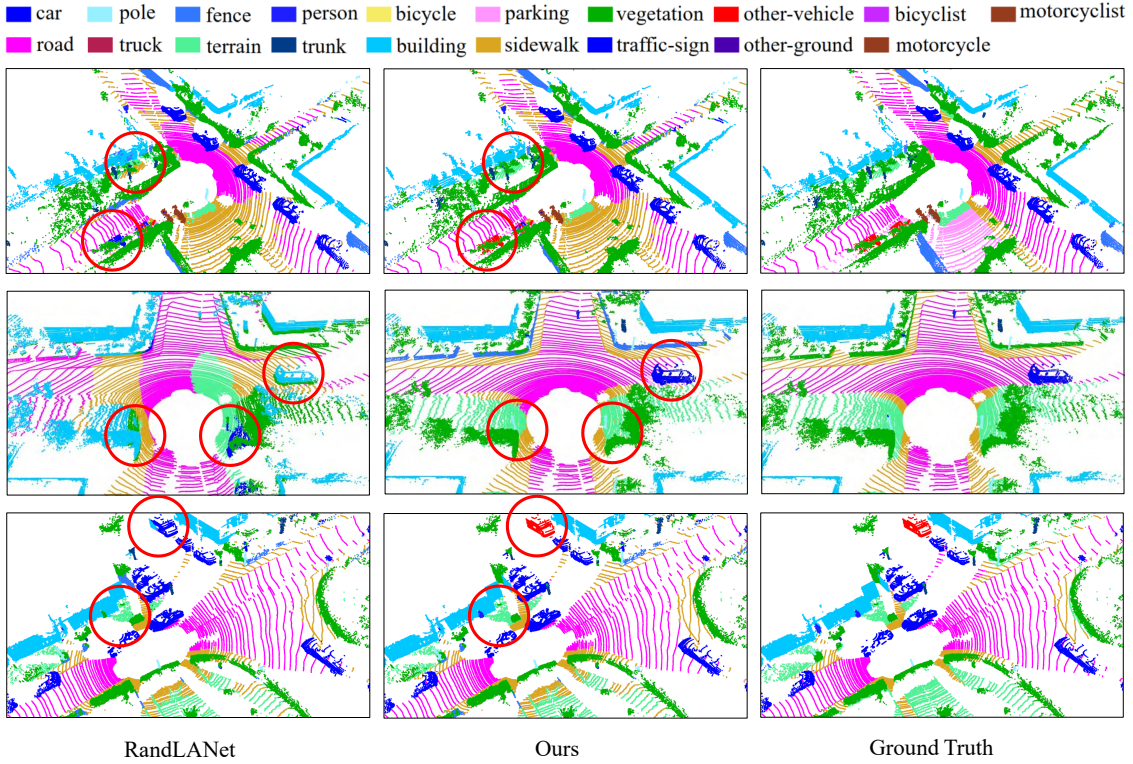 car pole fence person bicycle parking vegetation other-vehicle bicyclist motorcyclist
road truck terrain trunk building sidewalk traffic-sign other-ground motorcycle
RandLANet Ours Ground Truth